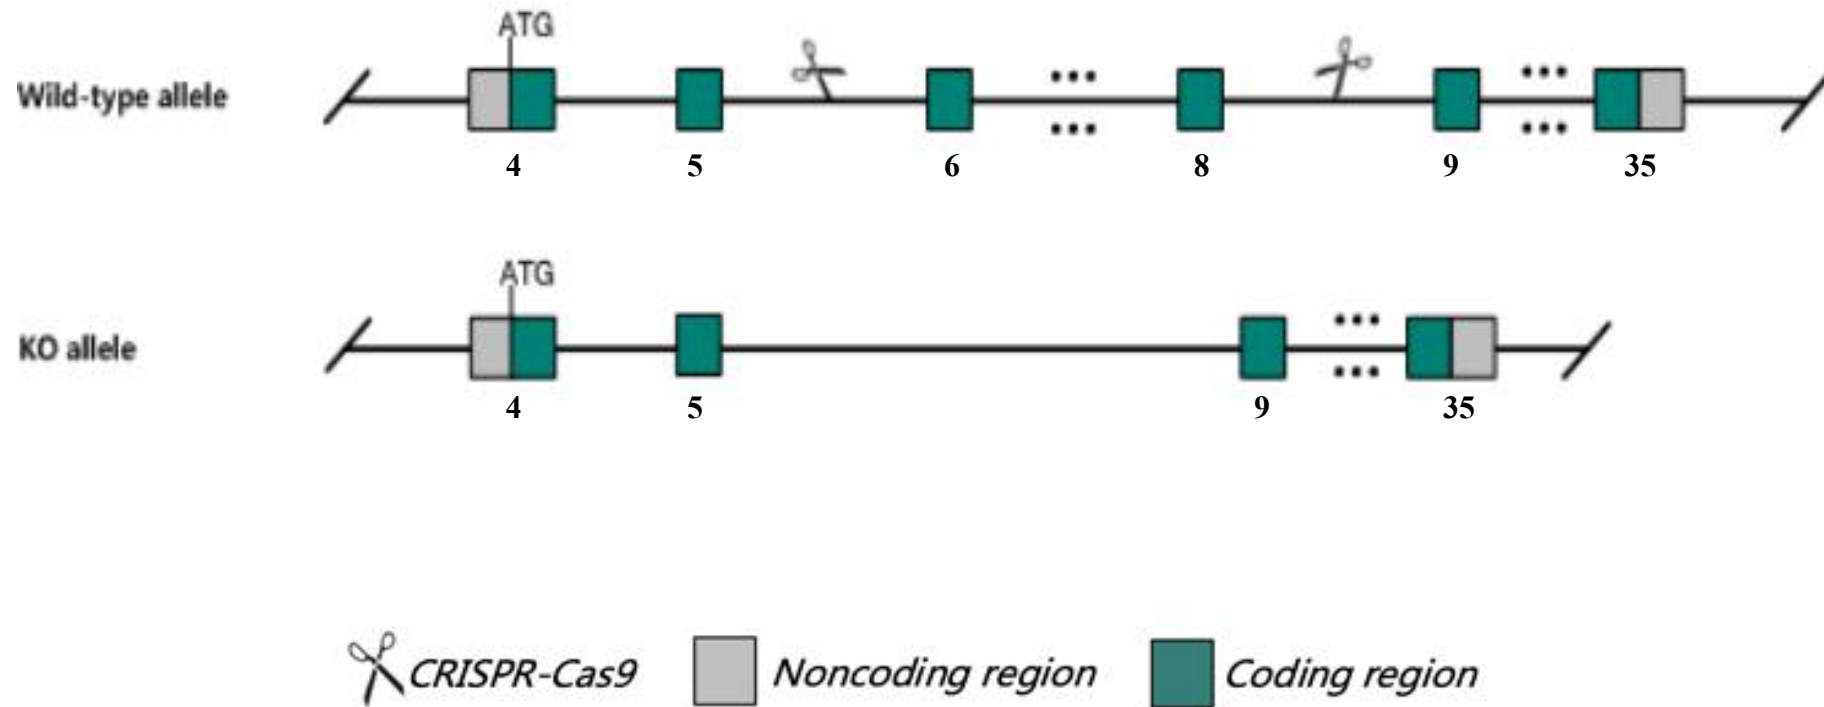 ATG
Wild-type allele
4 5 6 8 9 35
ATG
KO allele
4 5 9 35
CRISPR-Cas9 Noncoding region Coding region